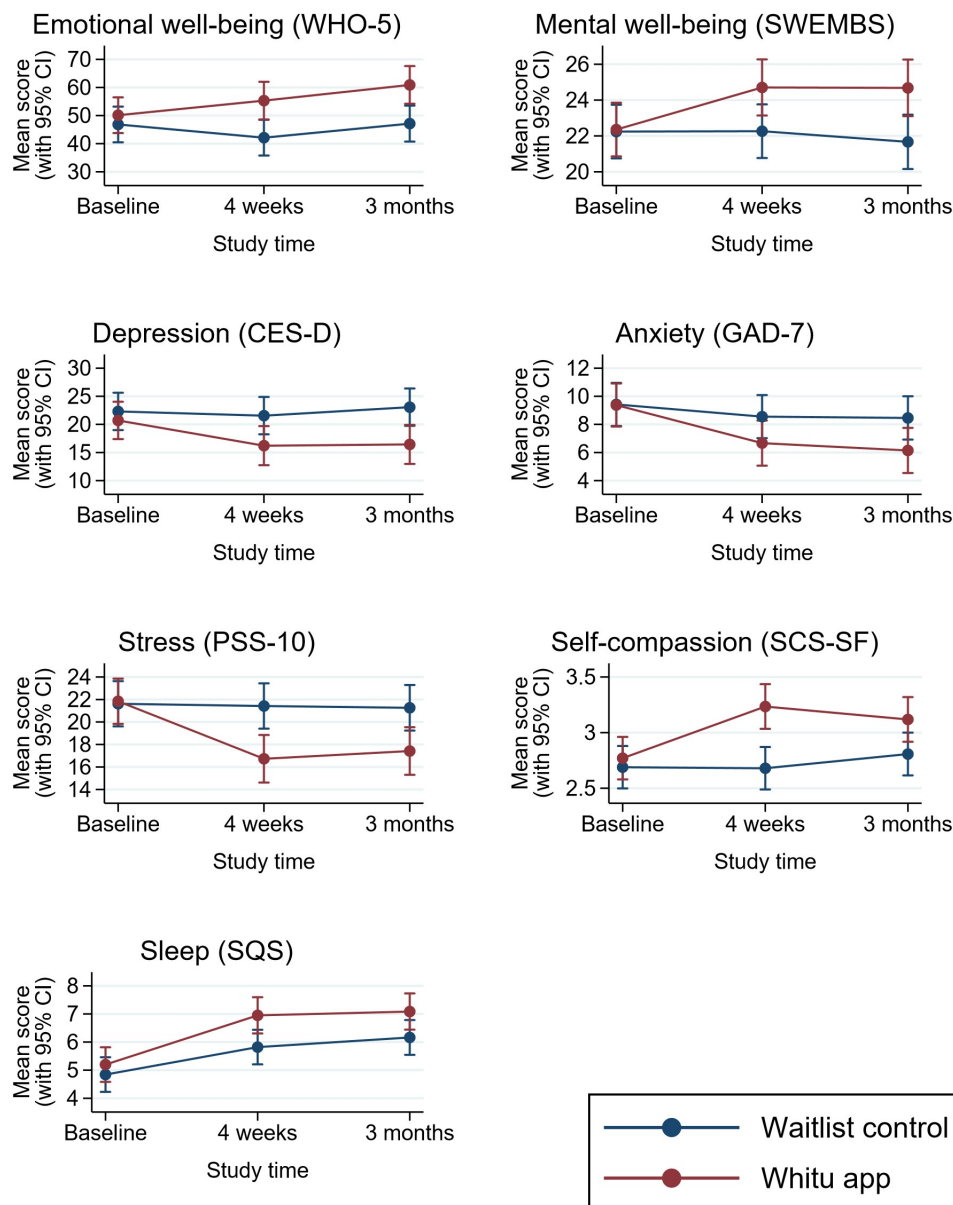 Emotional well-being (WHO-5)
Mean score
(with 95% CI)
70
60
50
40
30
Baseline 4 weeks 3 months
Study time
Mental well-being (SWEMBS)
Mean score
(with 95% CI)
26
24
22
20
Baseline 4 weeks 3 months
Study time
Depression (CES-D)
Mean score
(with 95% CI)
30
25
20
15
10
Baseline 4 weeks 3 months
Study time
Anxiety (GAD-7)
Mean score
(with 95% CI)
12
10
8
6
4
Baseline 4 weeks 3 months
Study time
Stress (PSS-10)
Mean score
(with 95% CI)
24
22
20
18
16
14
Baseline 4 weeks 3 months
Study time
Self-compassion (SCS-SF)
Mean score
(with 95% CI)
3.5
3
2.5
Baseline 4 weeks 3 months
Study time
Sleep (SQS)
Mean score
(with 95% CI)
8
7
6
5
4
Baseline 4 weeks 3 months
Study time
Waitlist control
Whitu app